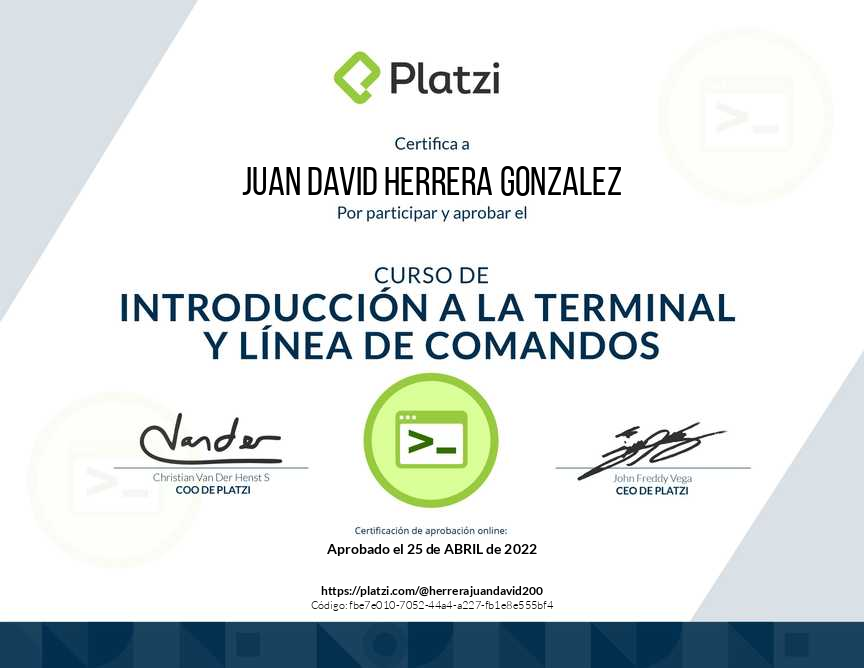 Platzi
Certifica a
JUAN DAVID HERRERA GONZALEZ
Por participar y aprobar el
CURSO DE
INTRODUCCIÓN A LA TERMINAL
Y LÍNEA DE COMANDOS
Christian Van Der Henst S
COO DE PLATZI
John Freddy Vega
CEO DE PLATZI
Certificación de aprobación online:
Aprobado el 25 de ABRIL de 2022
https://platzi.com/@herrerajuandavid200
Código: fbe7e010-7052-44a4-a227-fb1e8e555bf4